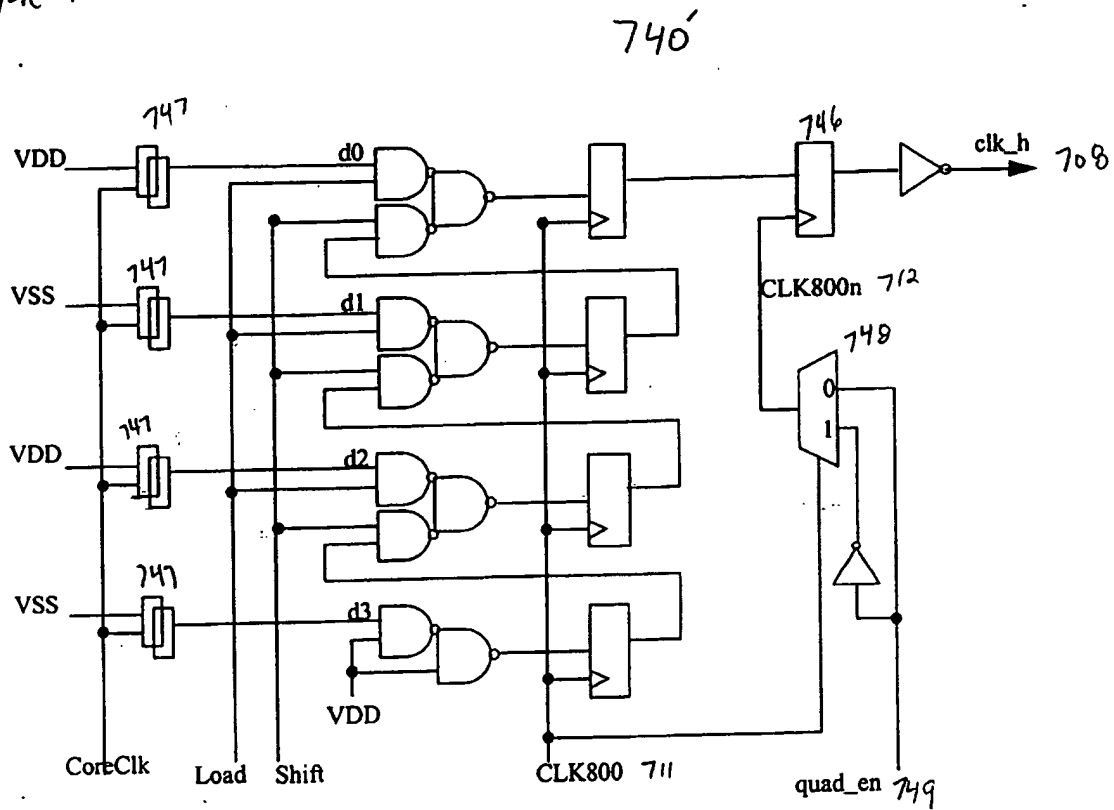 740'
747
746
VDD
d0
clk_h
708
747
VSS
d1
CLK800n 712
748
0
747
VDD
d2
1
747
VSS
d3
VDD
CoreClk
Load
Shift
CLK800 711
quad_en 749